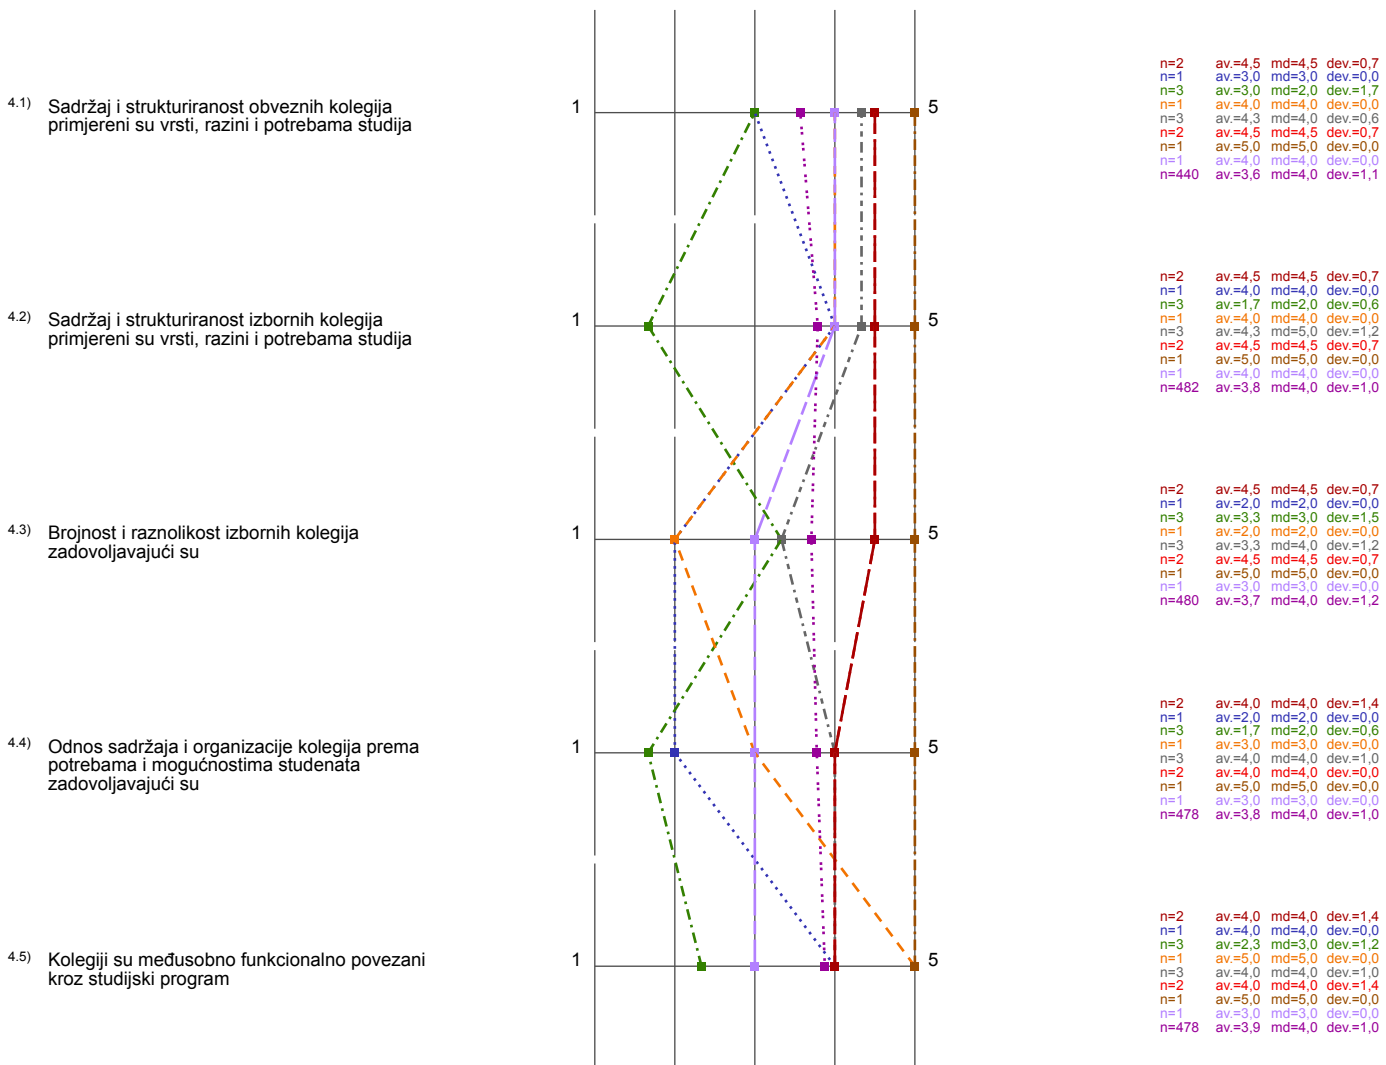 n=2 av.=4,5 md=4,5 dev.=0,7
n=1 av.=3,0 md=3,0 dev.=0,0
n=3 av.=3,0 md=2,0 dev.=1,7
n=1 av.=4,0 md=4,0 dev.=0,0
n=3 av.=4,3 md=4,0 dev.=0,6
n=2 av.=4,5 md=4,5 dev.=0,7
n=1 av.=5,0 md=5,0 dev.=0,0
n=1 av.=4,0 md=4,0 dev.=0,0
n=440 av.=3,6 md=4,0 dev.=1,1
4.1) Sadržaj i strukturiranost obveznih kolegija
primjereni su vrsti, razini i potrebama studija
1 5
n=2 av.=4,5 md=4,5 dev.=0,7
n=1 av.=4,0 md=4,0 dev.=0,0
n=3 av.=1,7 md=2,0 dev.=0,6
n=1 av.=4,0 md=4,0 dev.=0,0
n=3 av.=4,3 md=5,0 dev.=1,2
n=2 av.=4,5 md=4,5 dev.=0,7
n=1 av.=5,0 md=5,0 dev.=0,0
n=1 av.=4,0 md=4,0 dev.=0,0
n=482 av.=3,8 md=4,0 dev.=1,0
4.2) Sadržaj i strukturiranost izbornih kolegija
primjereni su vrsti, razini i potrebama studija
1 5
n=2 av.=4,5 md=4,5 dev.=0,7
n=1 av.=2,0 md=2,0 dev.=0,0
n=3 av.=3,3 md=3,0 dev.=1,5
n=1 av.=2,0 md=2,0 dev.=0,0
n=3 av.=3,3 md=4,0 dev.=1,2
n=2 av.=4,5 md=4,5 dev.=0,7
n=1 av.=5,0 md=5,0 dev.=0,0
n=1 av.=3,0 md=3,0 dev.=0,0
n=480 av.=3,7 md=4,0 dev.=1,2
4.3) Brojnost i raznolikost izbornih kolegija
zadovoljavajući su
1 5
n=2 av.=4,0 md=4,0 dev.=1,4
n=1 av.=2,0 md=2,0 dev.=0,0
n=3 av.=1,7 md=2,0 dev.=0,6
n=1 av.=3,0 md=3,0 dev.=0,0
n=3 av.=4,0 md=4,0 dev.=1,0
n=2 av.=4,0 md=4,0 dev.=0,0
n=1 av.=5,0 md=5,0 dev.=0,0
n=1 av.=3,0 md=3,0 dev.=0,0
n=478 av.=3,8 md=4,0 dev.=1,0
4.4) Odnos sadržaja i organizacije kolegija prema
potrebama i mogućnostima studenata
zadovoljavajući su
1 5
n=2 av.=4,0 md=4,0 dev.=1,4
n=1 av.=4,0 md=4,0 dev.=0,0
n=3 av.=2,3 md=3,0 dev.=1,2
n=1 av.=5,0 md=5,0 dev.=0,0
n=3 av.=4,0 md=4,0 dev.=1,0
n=2 av.=4,0 md=4,0 dev.=1,4
n=1 av.=5,0 md=5,0 dev.=0,0
n=1 av.=3,0 md=3,0 dev.=0,0
n=478 av.=3,9 md=4,0 dev.=1,0
4.5) Kolegiji su međusobno funkcionalno povezani
kroz studijski program
1 5